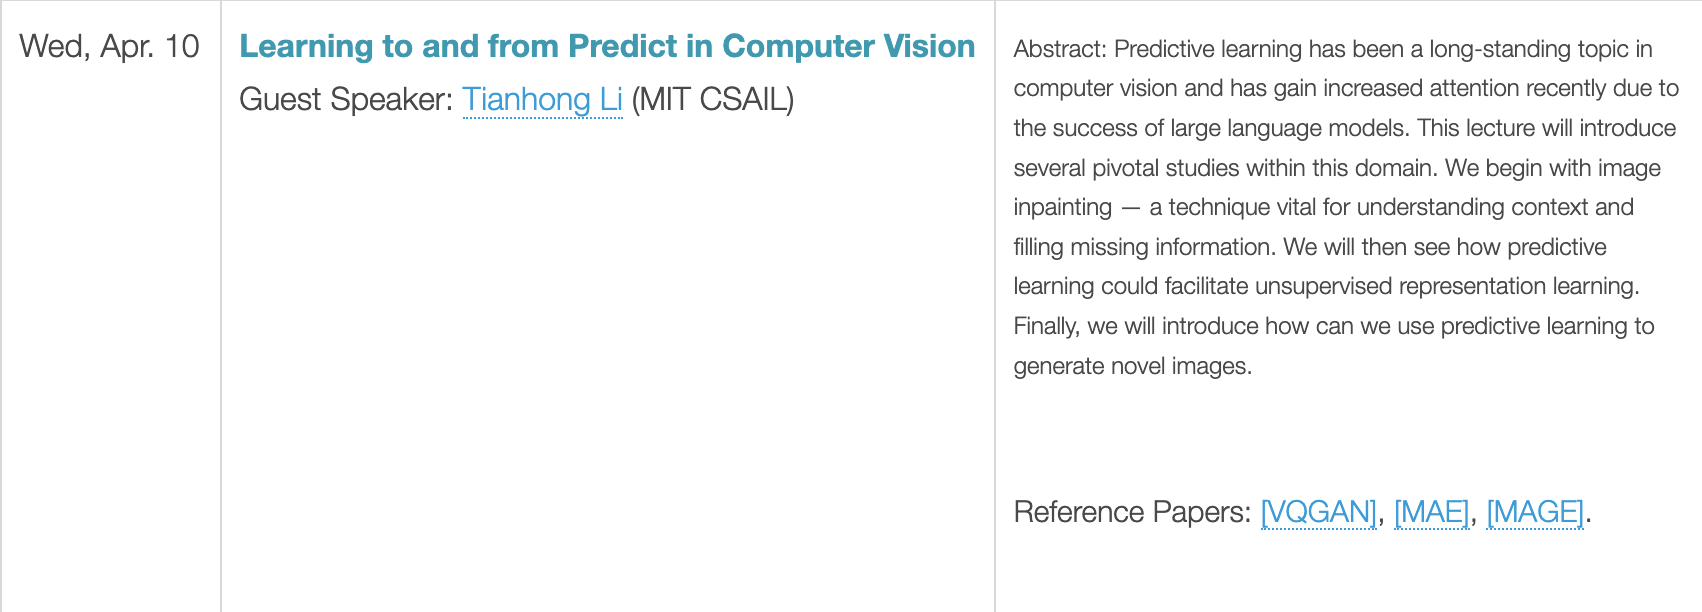 Wed, Apr. 10
Learning to and from Predict in Computer Vision
Guest Speaker: Tianhong Li (MIT CSAIL)
Abstract: Predictive learning has been a long-standing topic in
computer vision and has gain increased attention recently due to
the success of large language models. This lecture will introduce
several pivotal studies within this domain. We begin with image
inpainting — a technique vital for understanding context and
filling missing information. We will then see how predictive
learning could facilitate unsupervised representation learning.
Finally, we will introduce how can we use predictive learning to
generate novel images.
Reference Papers: [VQGAN], [MAE], [MAGE].